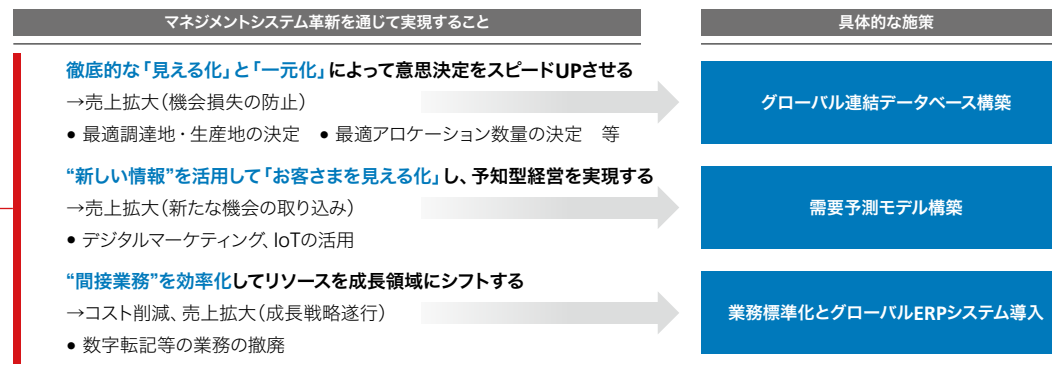 マネジメントシステム革新を通じて実現すること
具体的な施策
徹底的な「見える化」と「一元化」によって意思決定をスピードUPさせる
→売上拡大（機会損失の防止）
● 最適調達地・生産地の決定　● 最適アロケーション数量の決定　等
グローバル連結データベース構築
“新しい情報”を活用して「お客さまを見える化」し、予知型経営を実現する
→売上拡大（新たな機会の取り込み）
● デジタルマーケティング、IoTの活用
需要予測モデル構築
“間接業務”を効率化してリソースを成長領域にシフトする
→コスト削減、売上拡大（成長戦略遂行）
● 数字転記等の業務の撤廃
業務標準化とグローバルERPシステム導入